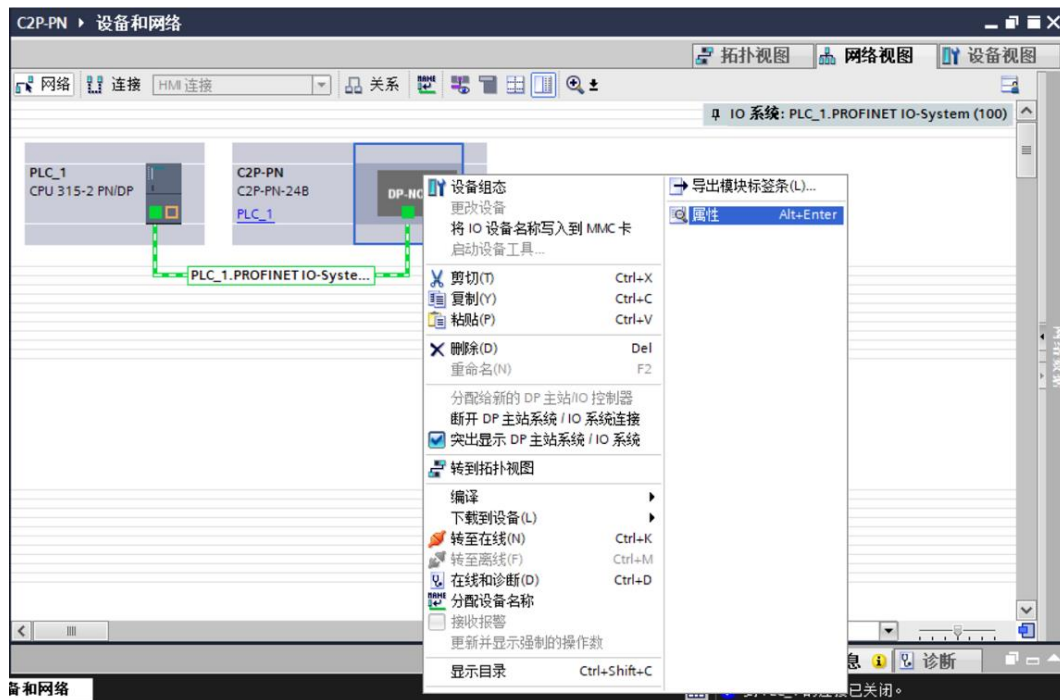 C2P-PN ▸ 设备和网络
拓扑视图
网络视图
设备视图
网络
连接
HMI 连接
关系
IO 系统: PLC_1.PROFINET IO-System (100)
PLC_1
CPU 315-2 PN/DP
C2P-PN
C2P-PN-24B
PLC_1
DP-NO
PLC_1.PROFINET IO-Syste...
设备组态
更改设备
将 IO 设备名称写入到 MMC 卡
启动设备工具...
剪切(T) Ctrl+X
复制(Y) Ctrl+C
粘贴(P) Ctrl+V
删除(D) Del
重命名(N) F2
分配给新的 DP 主站/IO 控制器
断开 DP 主站系统 / IO 系统连接
突出显示 DP 主站系统 / IO 系统
转到拓扑视图
编译
下载到设备(L)
转至在线(N) Ctrl+K
转至离线(F) Ctrl+M
在线和诊断(D) Ctrl+D
分配设备名称
接收报警
更新并显示强制的操作数
显示目录 Ctrl+Shift+C
导出模块标签条(L)...
属性 Alt+Enter
息
诊断
备和网络
已关闭。